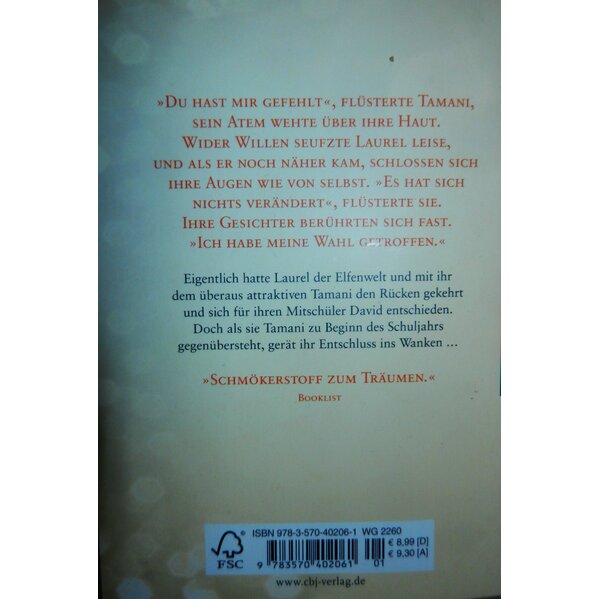 »Du hast mir gefehlt«, flüsterte Tamani,
sein Atem wehte über ihre Haut.
Wider Willen seufzte Laurel leise,
und als er noch näher kam, schlossen sich
ihre Augen wie von selbst. »Es hat sich
nichts verändert«, flüsterte sie.
Ihre Gesichter berührten sich fast.
»Ich habe meine Wahl getroffen.«
Eigentlich hatte Laurel der Elfenwelt und mit ihr
dem überaus attraktiven Tamani den Rücken gekehrt
und sich für ihren Mitschüler David entschieden.
Doch als sie Tamani zu Beginn des Schuljahrs
gegenübersteht, gerät ihr Entschluss ins Wanken ...
»Schmökerstoff zum Träumen.«
Booklist
ISBN 978-3-570-40206-1 WG 2260
€ 8,99 [D]
€ 9,30 [A]
FSC
9 783570 402061 01
www.cbj-verlag.de